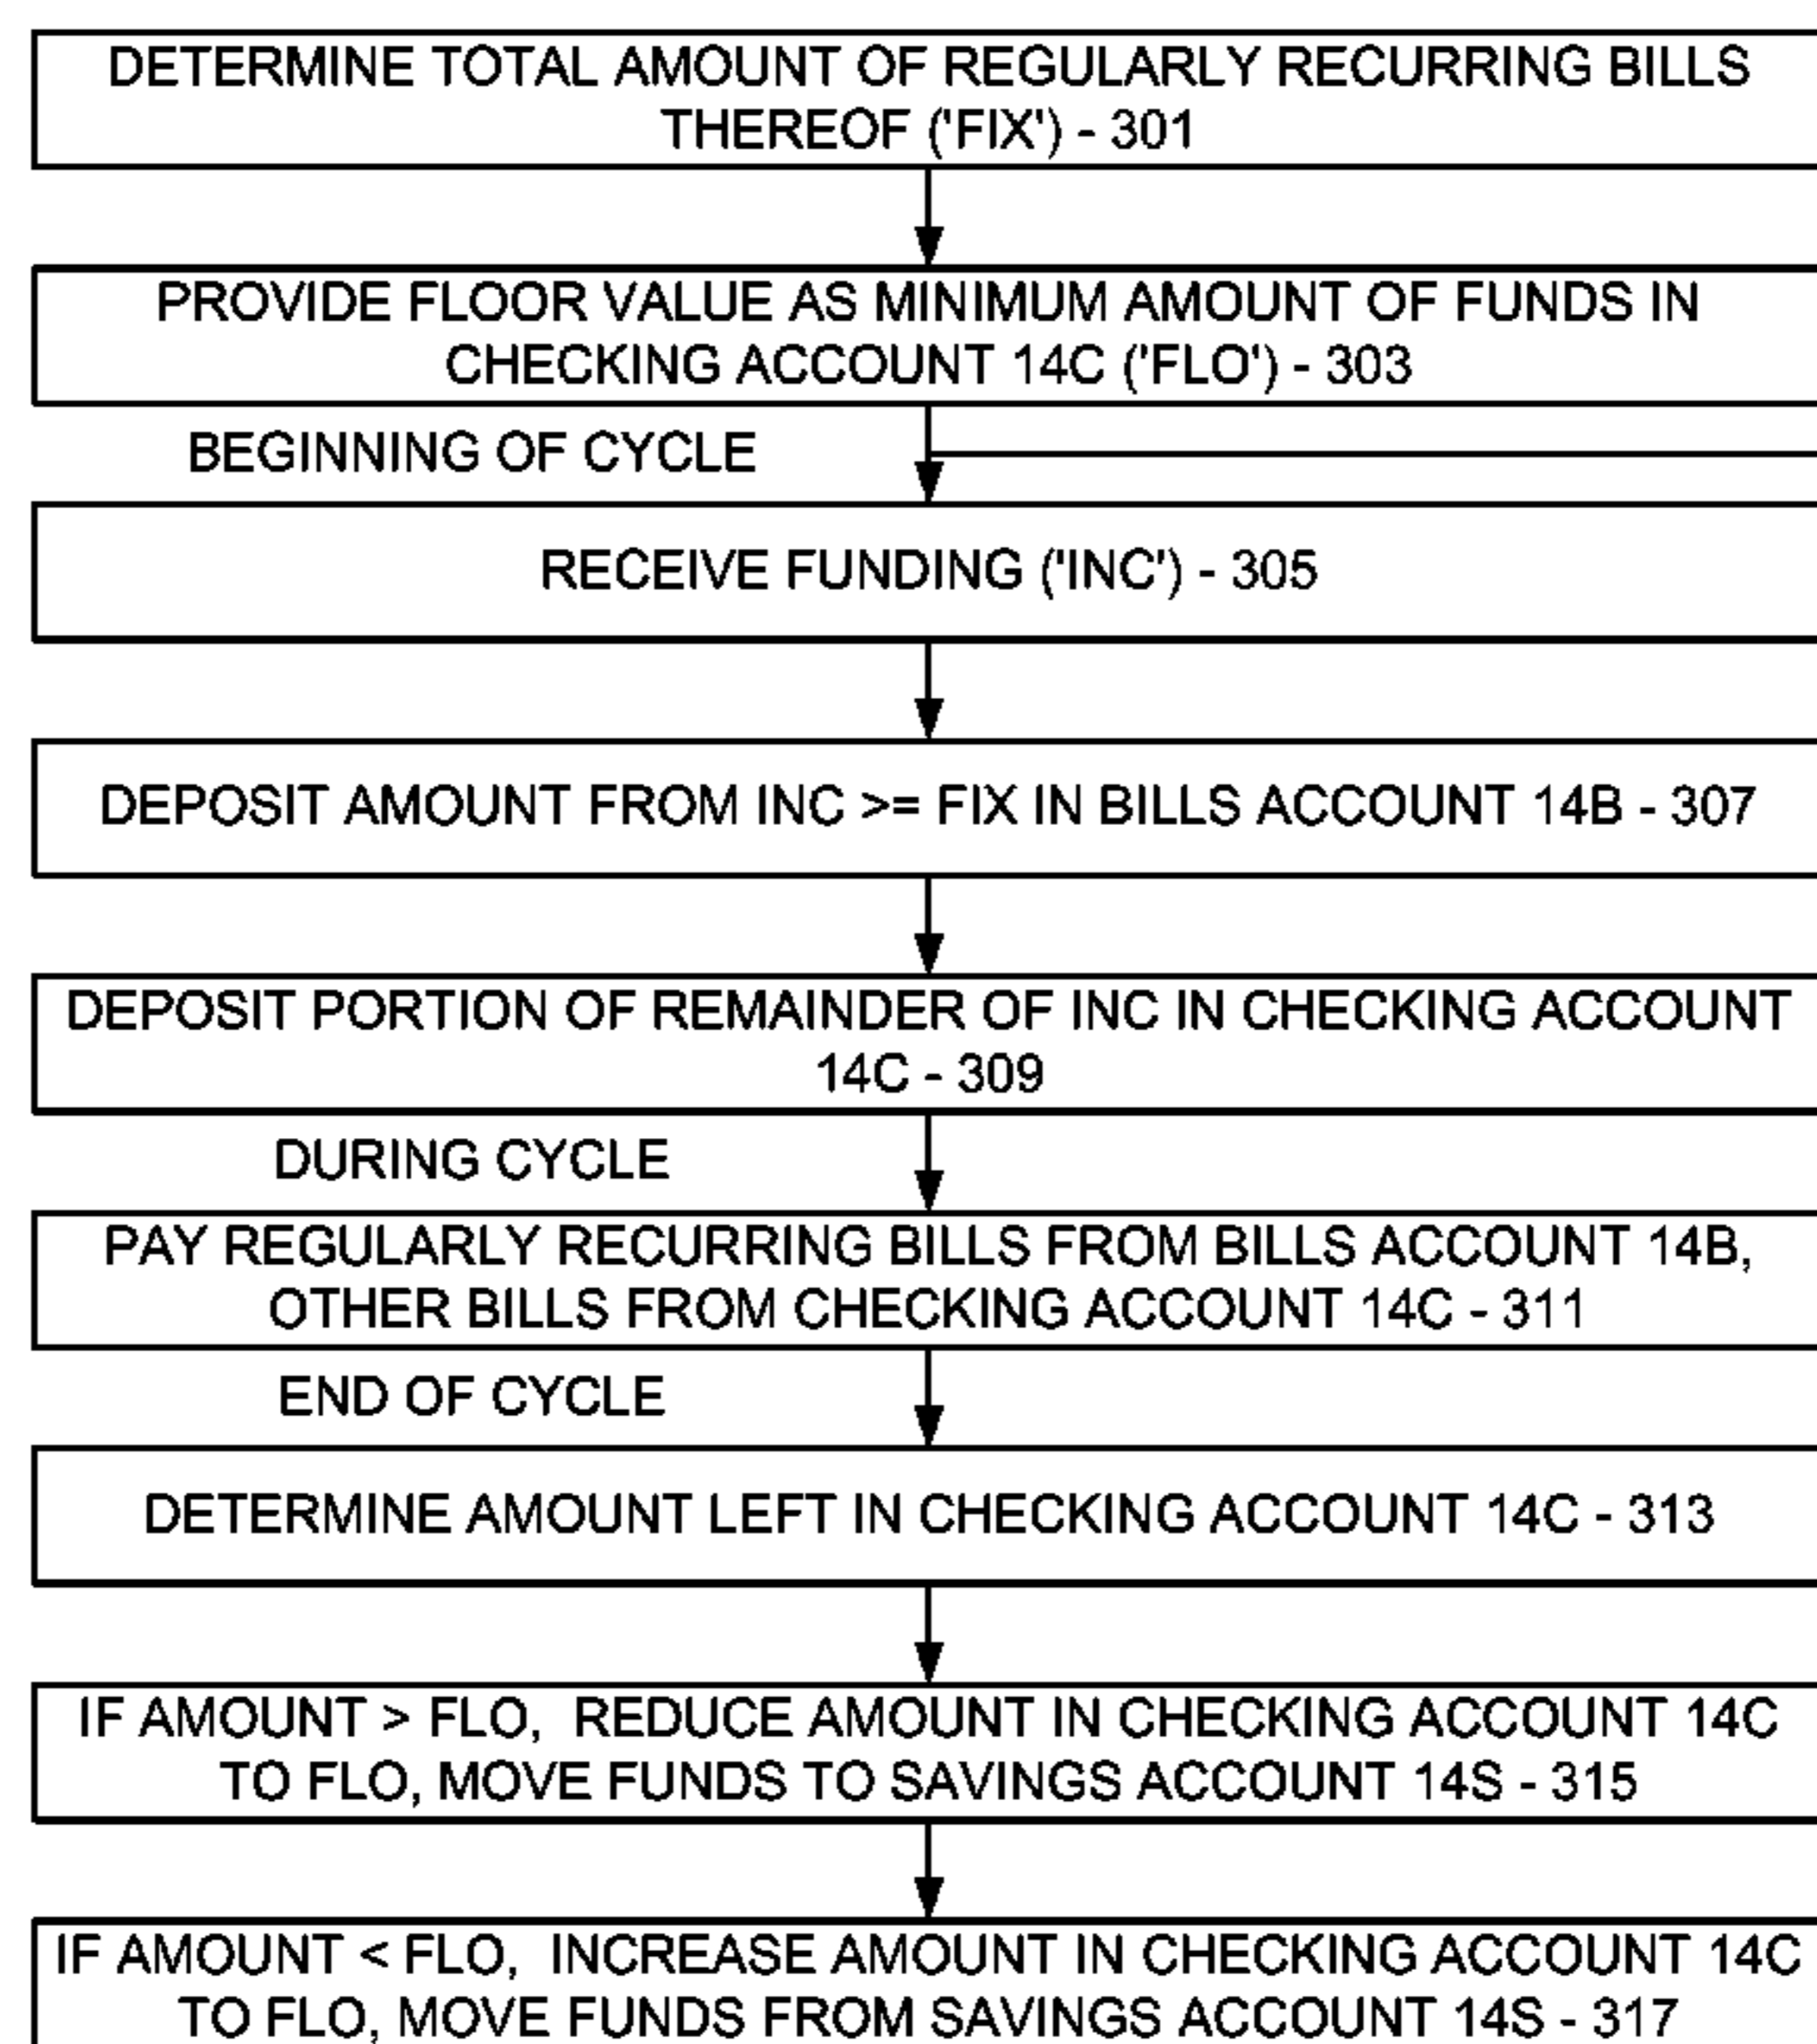 DETERMINE TOTAL AMOUNT OF REGULARLY RECURRING BILLS
THEREOF ('FIX') - 301
PROVIDE FLOOR VALUE AS MINIMUM AMOUNT OF FUNDS IN
CHECKING ACCOUNT 14C ('FLO') - 303
BEGINNING OF CYCLE
RECEIVE FUNDING ('INC') - 305
DEPOSIT AMOUNT FROM INC >= FIX IN BILLS ACCOUNT 14B - 307
DEPOSIT PORTION OF REMAINDER OF INC IN CHECKING ACCOUNT
14C - 309
DURING CYCLE
PAY REGULARLY RECURRING BILLS FROM BILLS ACCOUNT 14B,
OTHER BILLS FROM CHECKING ACCOUNT 14C - 311
END OF CYCLE
DETERMINE AMOUNT LEFT IN CHECKING ACCOUNT 14C - 313
IF AMOUNT > FLO, REDUCE AMOUNT IN CHECKING ACCOUNT 14C
TO FLO, MOVE FUNDS TO SAVINGS ACCOUNT 14S - 315
IF AMOUNT < FLO, INCREASE AMOUNT IN CHECKING ACCOUNT 14C
TO FLO, MOVE FUNDS FROM SAVINGS ACCOUNT 14S - 317